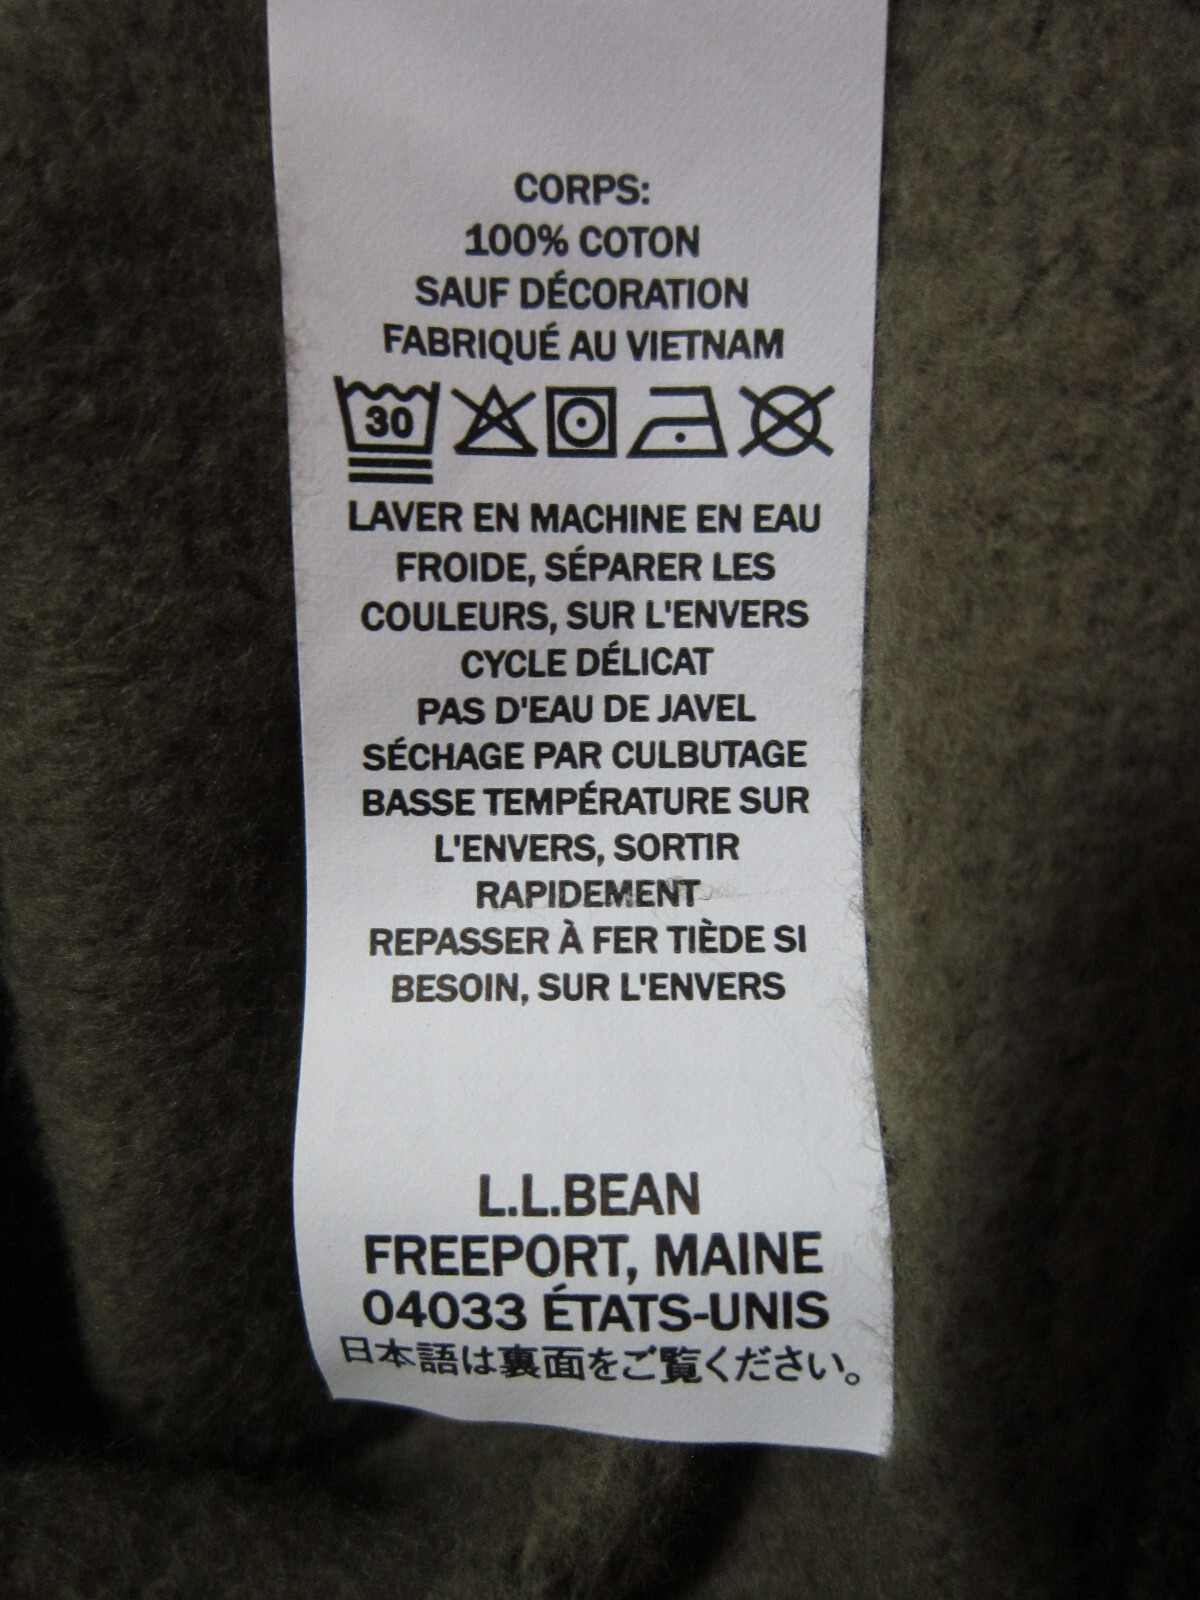 CORPS:
100% COTON
SAUF DÉCORATION
FABRIQUÉ AU VIETNAM
30
LAVER EN MACHINE EN EAU
FROIDE, SÉPARER LES
COULEURS, SUR L'ENVERS
CYCLE DÉLICAT
PAS D'EAU DE JAVEL
SÉCHAGE PAR CULBUTAGE
BASSE TEMPÉRATURE SUR
L'ENVERS, SORTIR
RAPIDEMENT
REPASSER À FER TIÈDE SI
BESOIN, SUR L'ENVERS
L.L.BEAN
FREEPORT, MAINE
04033 ÉTATS-UNIS
日本語は裏面をご覧ください。